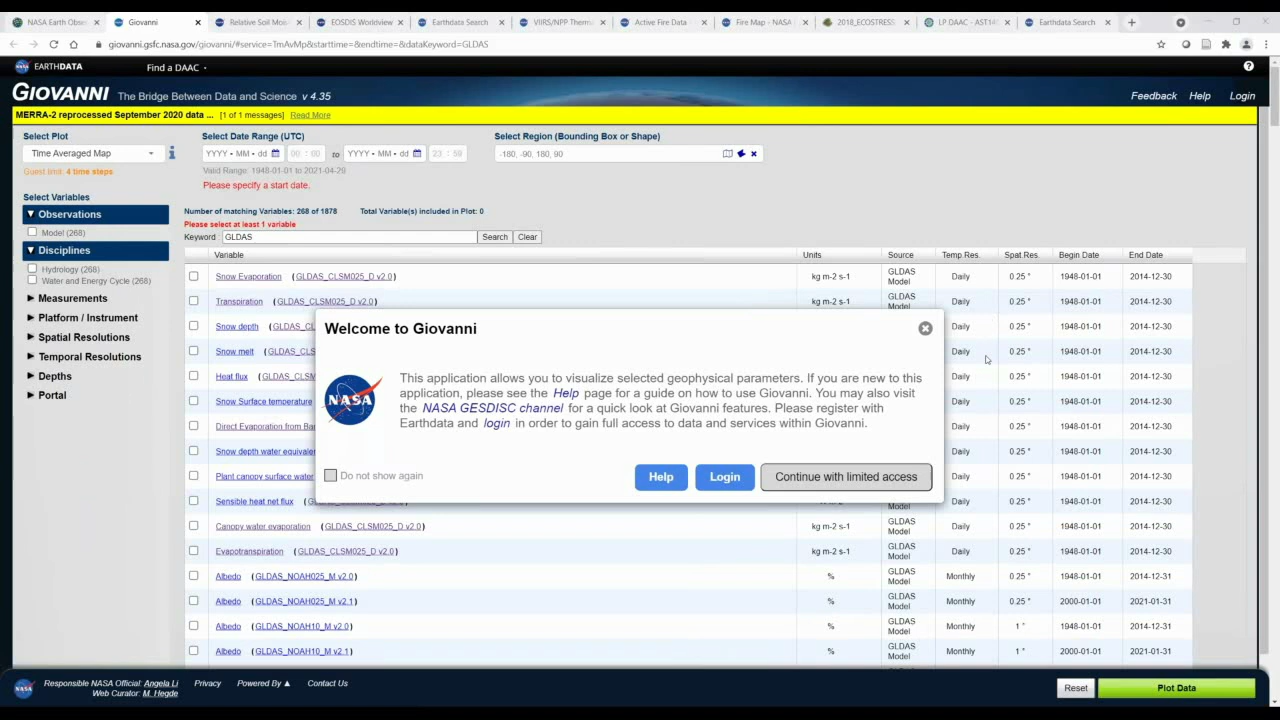 NASA Earth Obse
Giovanni
Relative Soil Mois
EOSDIS Worldview
Earthdata Search
VIIRS/NPP Therma
Active Fire Data -
Fire Map - NASA |
2018_ECOSTRESS
LP DAAC - AST14
Earthdata Search
giovanni.gsfc.nasa.gov/giovanni/#service=TmAvMp&starttime=&endtime=&dataKeyword=GLDAS
EARTHDATA
Find a DAAC
GIOVANNI The Bridge Between Data and Science v 4.35
Feedback Help Login
MERRA-2 reprocessed September 2020 data ... [1 of 1 messages] Read More
Select Plot
Select Date Range (UTC)
Select Region (Bounding Box or Shape)
Time Averaged Map
YYYY - MM - dd 00 : 00 to YYYY - MM - dd 23 : 59
-180, -90, 180, 90
Guest limit: 4 time steps
Valid Range: 1948-01-01 to 2021-04-29
Please specify a start date.
Select Variables
Observations
Model (268)
Disciplines
Hydrology (268)
Water and Energy Cycle (268)
Measurements
Platform / Instrument
Spatial Resolutions
Temporal Resolutions
Depths
Portal
Number of matching Variables: 268 of 1878 Total Variable(s) included in Plot: 0
Please select at least 1 variable
Keyword GLDAS Search Clear
Variable Units Source Temp.Res. Spat.Res. Begin Date End Date
Snow Evaporation (GLDAS_CLSM025_D v2.0) kg m-2 s-1 GLDAS Model Daily 0.25 ° 1948-01-01 2014-12-30
Transpiration (GLDAS_CLSM025_D v2.0) kg m-2 s-1 GLDAS Model Daily 0.25 ° 1948-01-01 2014-12-30
Snow depth (GLDAS_CL Daily 0.25 ° 1948-01-01 2014-12-30
Snow melt (GLDAS_CLS Daily 0.25 ° 1948-01-01 2014-12-30
Heat flux (GLDAS_CLSM Daily 0.25 ° 1948-01-01 2014-12-30
Snow Surface temperature Daily 0.25 ° 1948-01-01 2014-12-30
Direct Evaporation from Bar 0.25 ° 1948-01-01 2014-12-30
Snow depth water equivale 0.25 ° 1948-01-01 2014-12-30
Plant canopy surface water 0.25 ° 1948-01-01 2014-12-30
Sensible heat net flux Model Daily 0.25 ° 1948-01-01 2014-12-30
Canopy water evaporation (GLDAS_CLSM025_D v2.0) kg m-2 s-1 GLDAS Model Daily 0.25 ° 1948-01-01 2014-12-30
Evapotranspiration (GLDAS_CLSM025_D v2.0) kg m-2 s-1 GLDAS Model Daily 0.25 ° 1948-01-01 2014-12-30
Albedo (GLDAS_NOAH025_M v2.0) % GLDAS Model Monthly 0.25 ° 1948-01-01 2014-12-31
Albedo (GLDAS_NOAH025_M v2.1) % GLDAS Model Monthly 0.25 ° 2000-01-01 2021-01-31
Albedo (GLDAS_NOAH10_M v2.0) % GLDAS Model Monthly 1 ° 1948-01-01 2014-12-31
Albedo (GLDAS_NOAH10_M v2.1) % GLDAS Model Monthly 1 ° 2000-01-01 2021-01-31
Welcome to Giovanni
NASA
This application allows you to visualize selected geophysical parameters. If you are new to this
application, please see the Help page for a guide on how to use Giovanni. You may also visit
the NASA GESDISC channel for a quick look at Giovanni features. Please register with
Earthdata and login in order to gain full access to data and services within Giovanni.
Do not show again
Help Login Continue with limited access
Responsible NASA Official: Angela Li
Web Curator: M. Hegde
Privacy Powered By ▲ Contact Us
Reset Plot Data